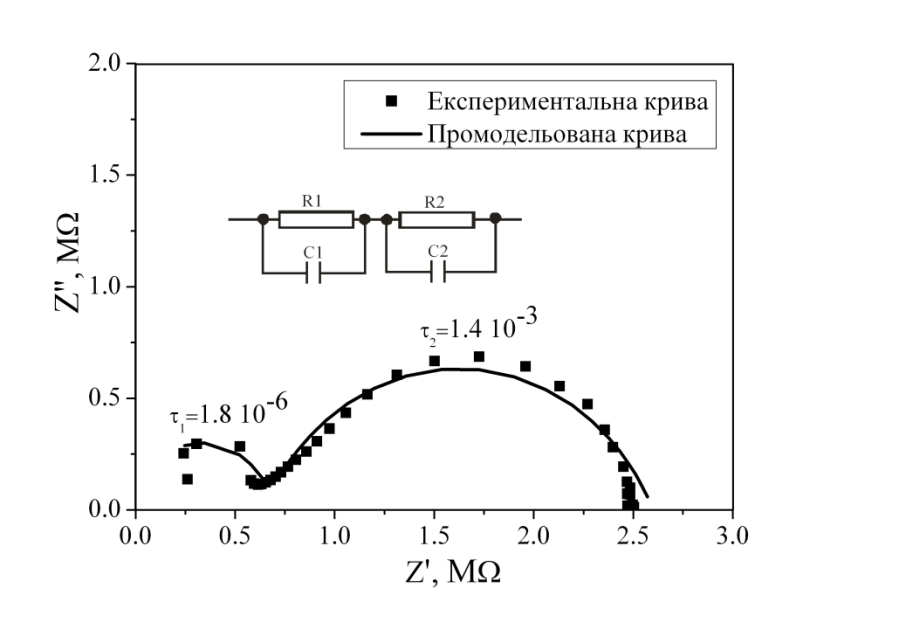 2.0
Експериментальна крива
Промодельована крива
1.5
R1
R2
C1
C2
Z", MΩ
1.0
τ₂=1.4 10⁻³
0.5
τ₁=1.8 10⁻⁶
0.0
0.0 0.5 1.0 1.5 2.0 2.5 3.0
Z', MΩ